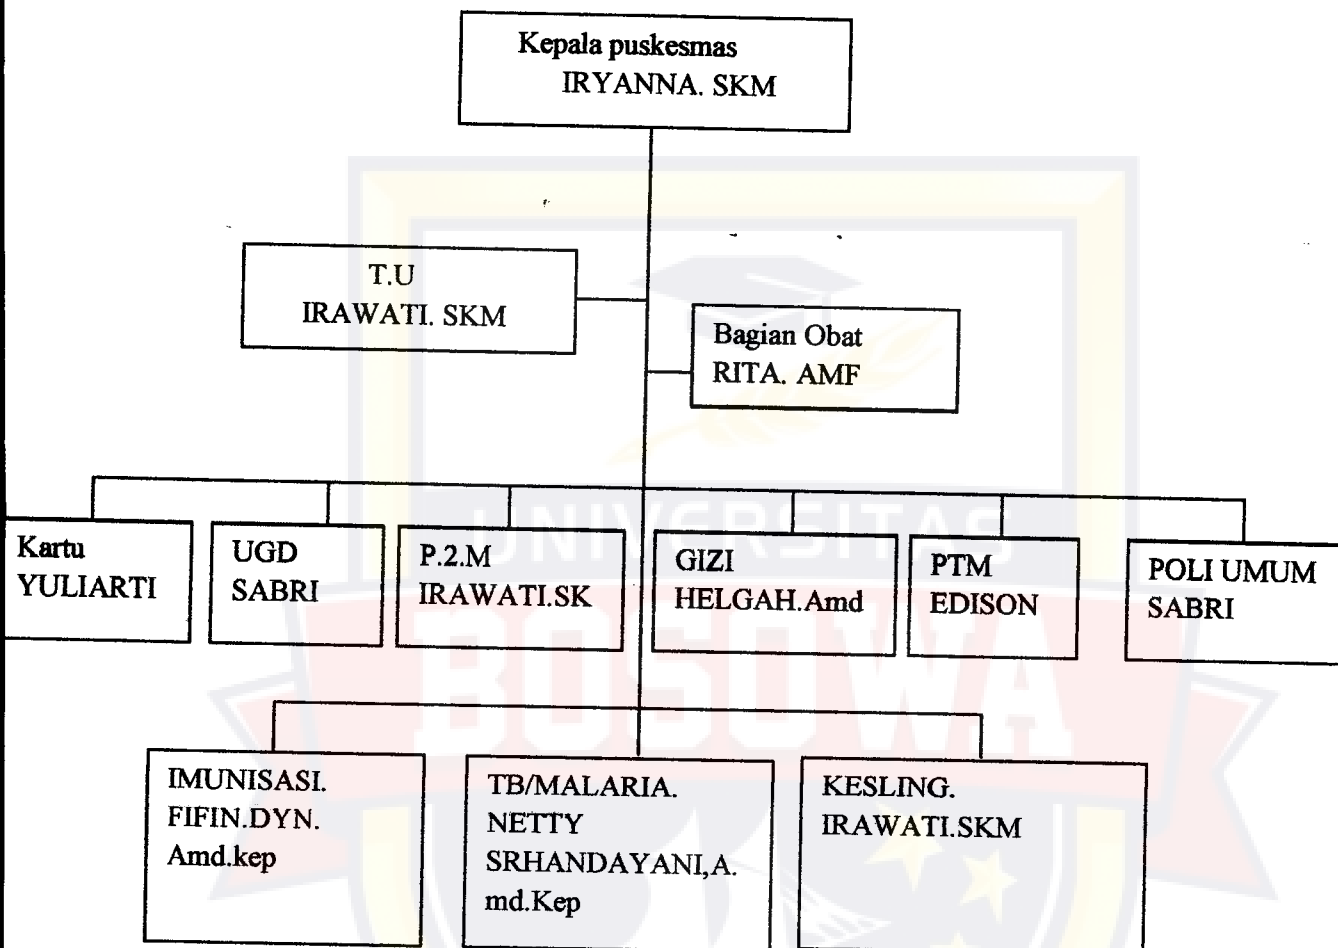 Kepala puskesmas
IRYANNA. SKM
T.U
IRAWATI. SKM
Bagian Obat
RITA. AMF
Kartu
YULIARTI
UGD
SABRI
P.2.M
IRAWATI.SK
GIZI
HELGAH.Amd
PTM
EDISON
POLI UMUM
SABRI
UNIVERSITAS
BOSOWA
IMUNISASI.
FIFIN.DYN.
Amd.kep
TB/MALARIA.
NETTY
SRHANDAYANI,A.
md.Kep
KESLING.
IRAWATI.SKM